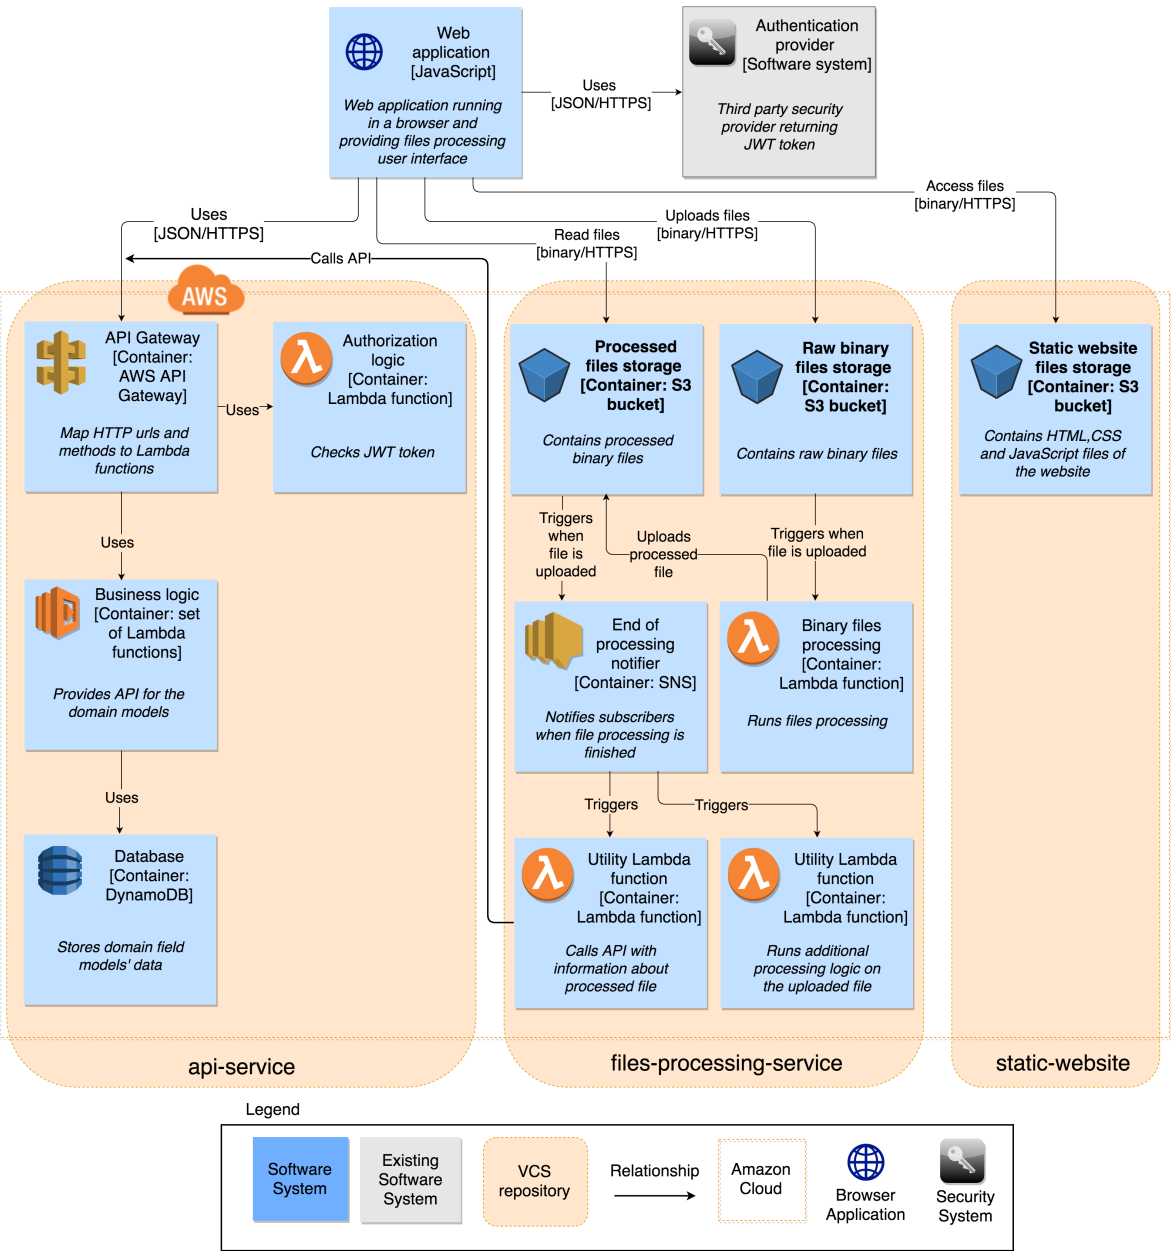 Web
application
[JavaScript]
Web application running
in a browser and
providing files processing
user interface
Authentication
provider
[Software system]
Third party security
provider returning
JWT token
Uses
[JSON/HTTPS]
Uses
[JSON/HTTPS]
Read files
[binary/HTTPS]
Uploads files
[binary/HTTPS]
Access files
[binary/HTTPS]
Calls API
AWS
API Gateway
[Container:
AWS API
Gateway]
Map HTTP urls and
methods to Lambda
functions
Uses
Authorization
logic
[Container:
Lambda function]
Checks JWT token
Uses
Business logic
[Container: set
of Lambda
functions]
Provides API for the
domain models
Uses
Database
[Container:
DynamoDB]
Stores domain field
models' data
api-service
Processed
files storage
[Container: S3
bucket]
Contains processed
binary files
Raw binary
files storage
[Container:
S3 bucket]
Contains raw binary files
Triggers
when
file is
uploaded
Uploads
processed
file
Triggers when
file is uploaded
End of
processing
notifier
[Container: SNS]
Notifies subscribers
when file processing is
finished
Binary files
processing
[Container:
Lambda function]
Runs files processing
Triggers
Triggers
Utility Lambda
function
[Container:
Lambda function]
Calls API with
information about
processed file
Utility Lambda
function
[Container:
Lambda function]
Runs additional
processing logic on
the uploaded file
files-processing-service
Static website
files storage
[Container: S3
bucket]
Contains HTML,CSS
and JavaScript files of
the website
static-website
Legend
Software
System
Existing
Software
System
VCS
repository
Relationship
Amazon
Cloud
Browser
Application
Security
System